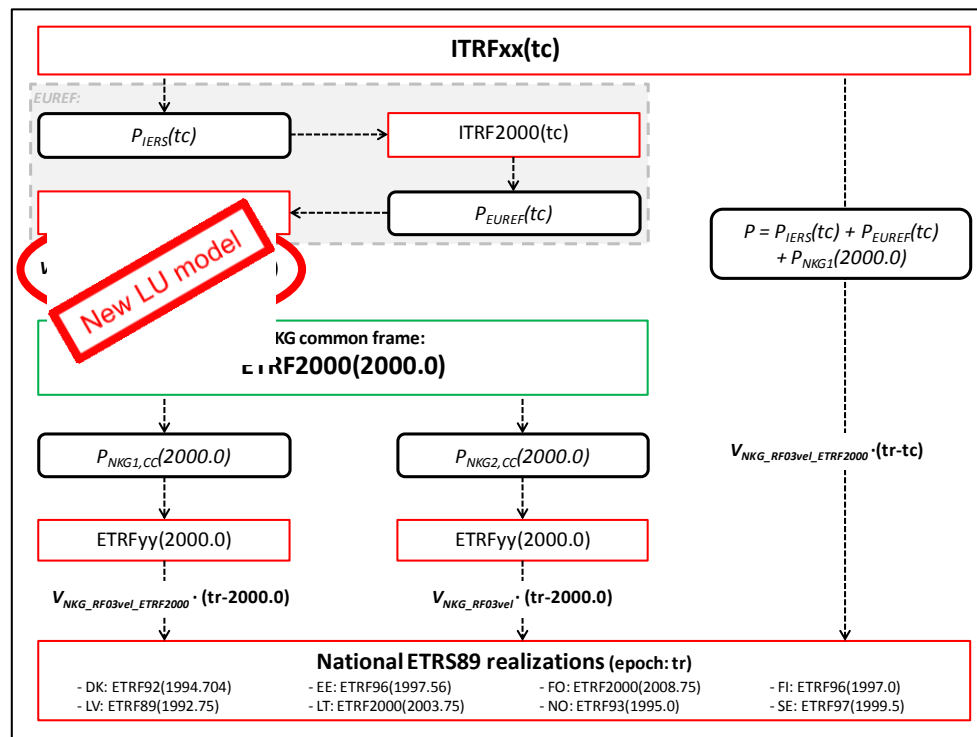 ITRFxx(tc)
EUREF:
P_IERS(tc)
ITRF2000(tc)
P_EUREF(tc)
P = P_IERS(tc) + P_EUREF(tc)
+ P_NKG1(2000.0)
New LU model
common frame:
ETRF2000(2000.0)
P_NKG1,CC(2000.0)
P_NKG2,CC(2000.0)
V_NKG_RF03vel_ETRF2000 · (tr-tc)
ETRFyy(2000.0)
ETRFyy(2000.0)
V_NKG_RF03vel_ETRF2000 · (tr-2000.0)
V_NKG_RF03vel · (tr-2000.0)
National ETRS89 realizations (epoch: tr)
- DK: ETRF92(1994.704)
- EE: ETRF96(1997.56)
- FO: ETRF2000(2008.75)
- FI: ETRF96(1997.0)
- LV: ETRF89(1992.75)
- LT: ETRF2000(2003.75)
- NO: ETRF93(1995.0)
- SE: ETRF97(1999.5)